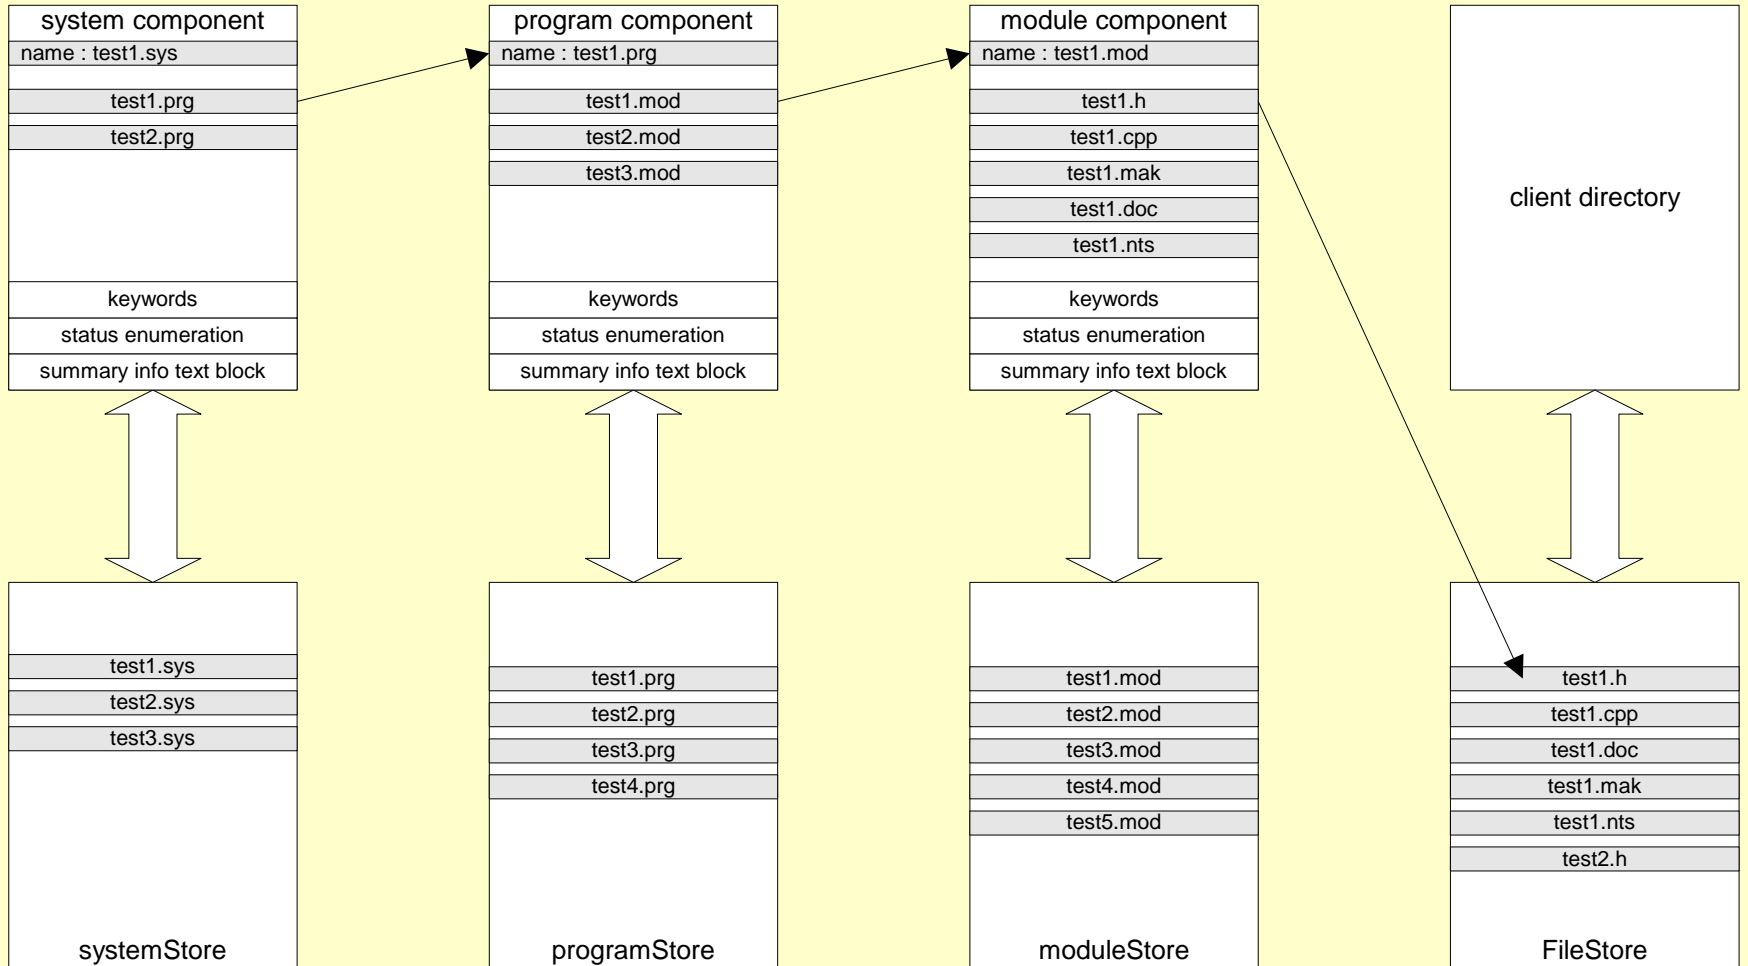 system component
name : test1.sys
test1.prg
test2.prg
keywords
status enumeration
summary info text block
program component
name : test1.prg
test1.mod
test2.mod
test3.mod
keywords
status enumeration
summary info text block
module component
name : test1.mod
test1.h
test1.cpp
test1.mak
test1.doc
test1.nts
keywords
status enumeration
summary info text block
client directory
test1.sys
test2.sys
test3.sys
systemStore
test1.prg
test2.prg
test3.prg
test4.prg
programStore
test1.mod
test2.mod
test3.mod
test4.mod
test5.mod
moduleStore
test1.h
test1.cpp
test1.doc
test1.mak
test1.nts
test2.h
FileStore